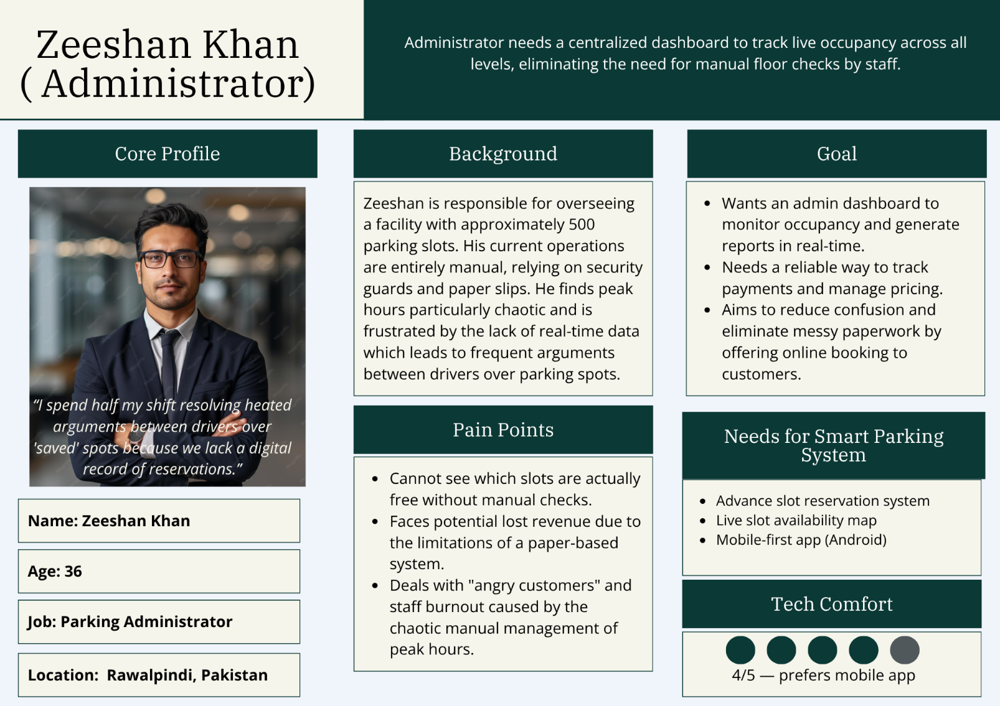 Zeeshan Khan
( Administrator)
Administrator needs a centralized dashboard to track live occupancy across all
levels, eliminating the need for manual floor checks by staff.
Core Profile
“I spend half my shift resolving heated
arguments between drivers over
'saved' spots because we lack a digital
record of reservations.”
Name: Zeeshan Khan
Age: 36
Job: Parking Administrator
Location:  Rawalpindi, Pakistan
Background
Zeeshan is responsible for overseeing
a facility with approximately 500
parking slots. His current operations
are entirely manual, relying on security
guards and paper slips. He finds peak
hours particularly chaotic and is
frustrated by the lack of real-time data
which leads to frequent arguments
between drivers over parking spots.
Pain Points
• Cannot see which slots are actually
free without manual checks.
• Faces potential lost revenue due to
the limitations of a paper-based
system.
• Deals with "angry customers" and
staff burnout caused by the
chaotic manual management of
peak hours.
Goal
• Wants an admin dashboard to
monitor occupancy and generate
reports in real-time.
• Needs a reliable way to track
payments and manage pricing.
• Aims to reduce confusion and
eliminate messy paperwork by
offering online booking to
customers.
Needs for Smart Parking
System
• Advance slot reservation system
• Live slot availability map
• Mobile-first app (Android)
Tech Comfort
4/5 — prefers mobile app